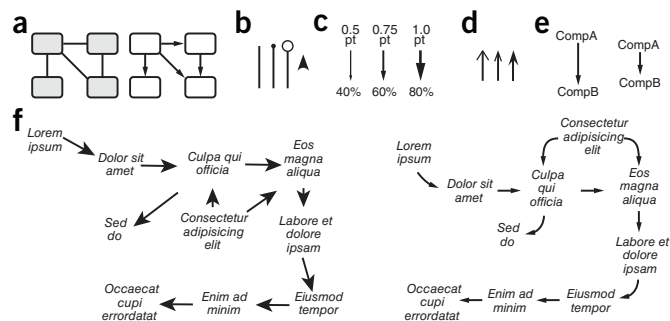 a
b
c
0.5
pt
0.75
pt
1.0
pt
40%
60%
80%
d
e
CompA
CompB
CompA
CompB
f
Lorem
ipsum
Dolor sit
amet
Culpa qui
officia
Eos
magna
aliqua
Sed
do
Consectetur
adipisicing
elit
Labore et
dolore
ipsam
Occaecat
cupi
errordatat
Enim ad
minim
Eiusmod
tempor
Consectetur
adipisicing
elit
Lorem
ipsum
Dolor sit
amet
Culpa
qui
officia
Eos
magna
aliqua
Sed
do
Labore et
dolore
ipsam
Occaecat
cupi
errordatat
Enim ad
minim
Eiusmod
tempor